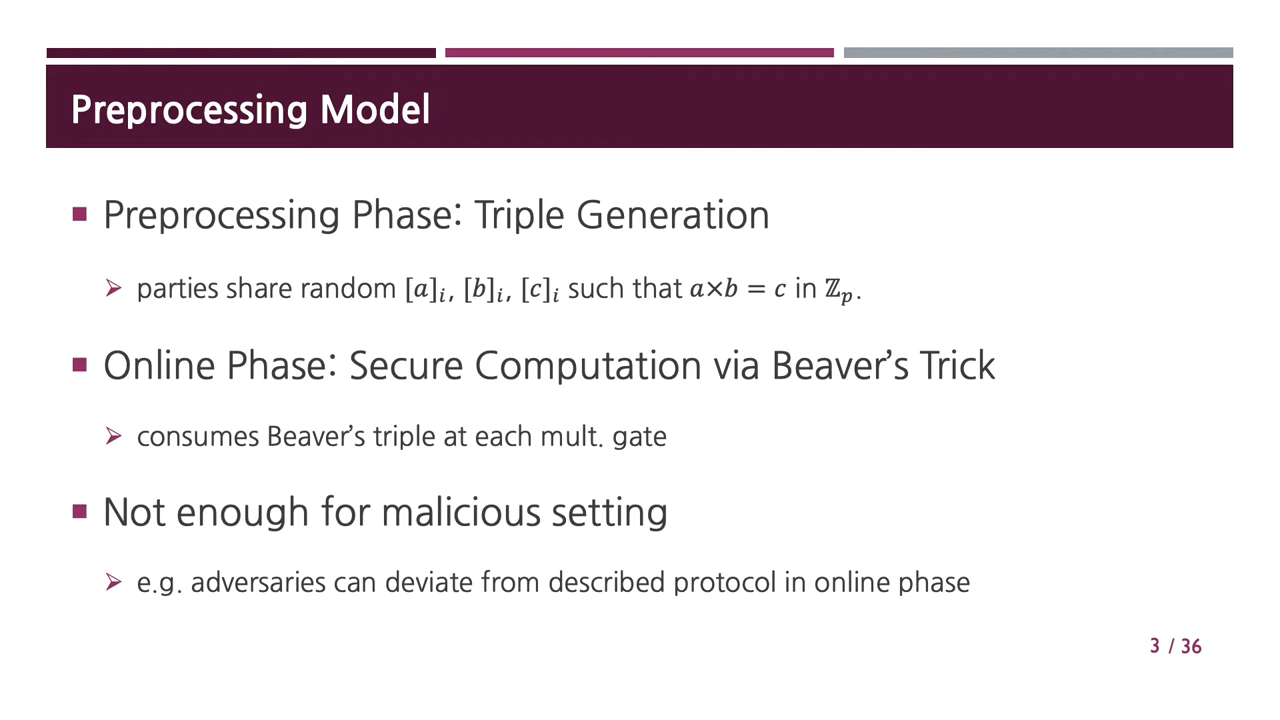 Preprocessing Model
■ Preprocessing Phase: Triple Generation
➢ parties share random [𝑎]ᵢ, [𝑏]ᵢ, [𝑐]ᵢ such that 𝑎×𝑏 = 𝑐 in ℤₚ.
■ Online Phase: Secure Computation via Beaver’s Trick
➢ consumes Beaver’s triple at each mult. gate
■ Not enough for malicious setting
➢ e.g. adversaries can deviate from described protocol in online phase
3 / 36